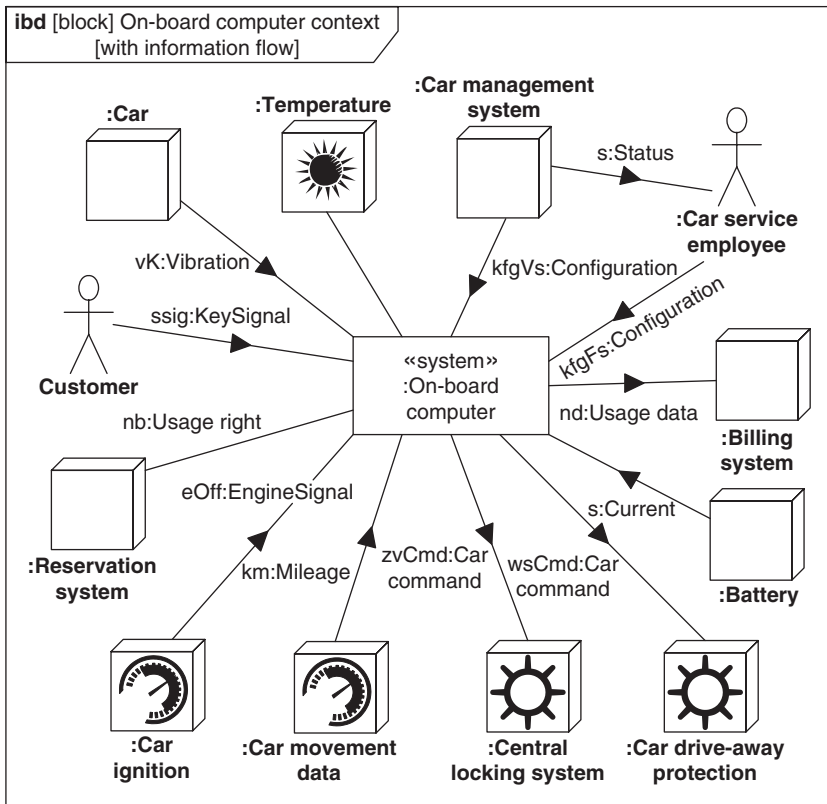 ibd [block] On-board computer context
[with information flow]
:Car
:Temperature
:Car management
system
s:Status
:Car service
employee
vK:Vibration
kfgVs:Configuration
kfgFs:Configuration
ssig:KeySignal
Customer
«system»
:On-board
computer
nb:Usage right
nd:Usage data
:Billing
system
:Reservation
system
eOff:EngineSignal
km:Mileage
zvCmd:Car
command
wsCmd:Car
command
s:Current
:Battery
:Car
ignition
:Car movement
data
:Central
locking system
:Car drive-away
protection